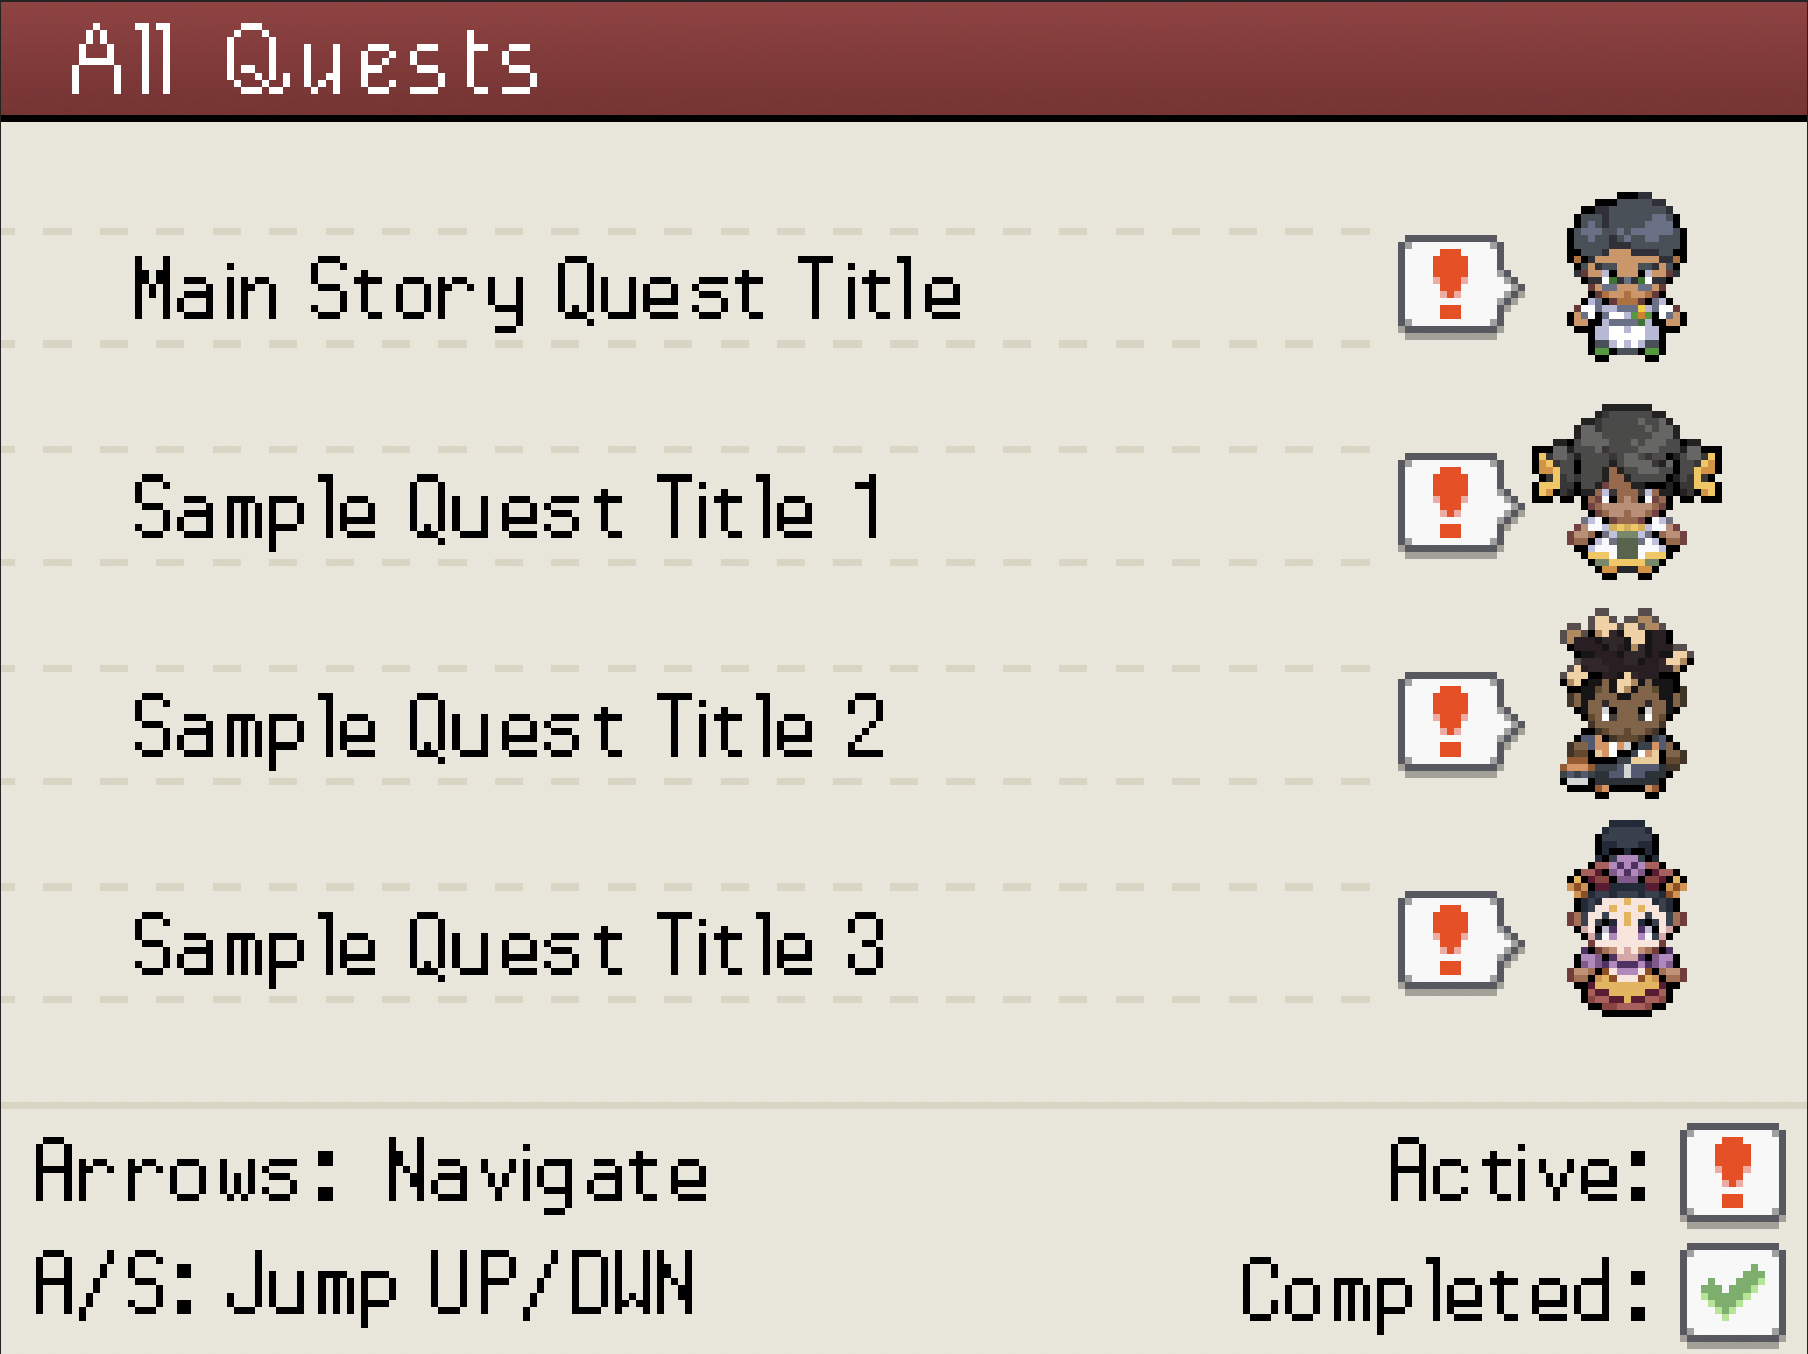 All Quests
Main Story Quest Title
Sample Quest Title 1
Sample Quest Title 2
Sample Quest Title 3
Arrows: Navigate
Active:
A/S: Jump UP/DWN
Completed: